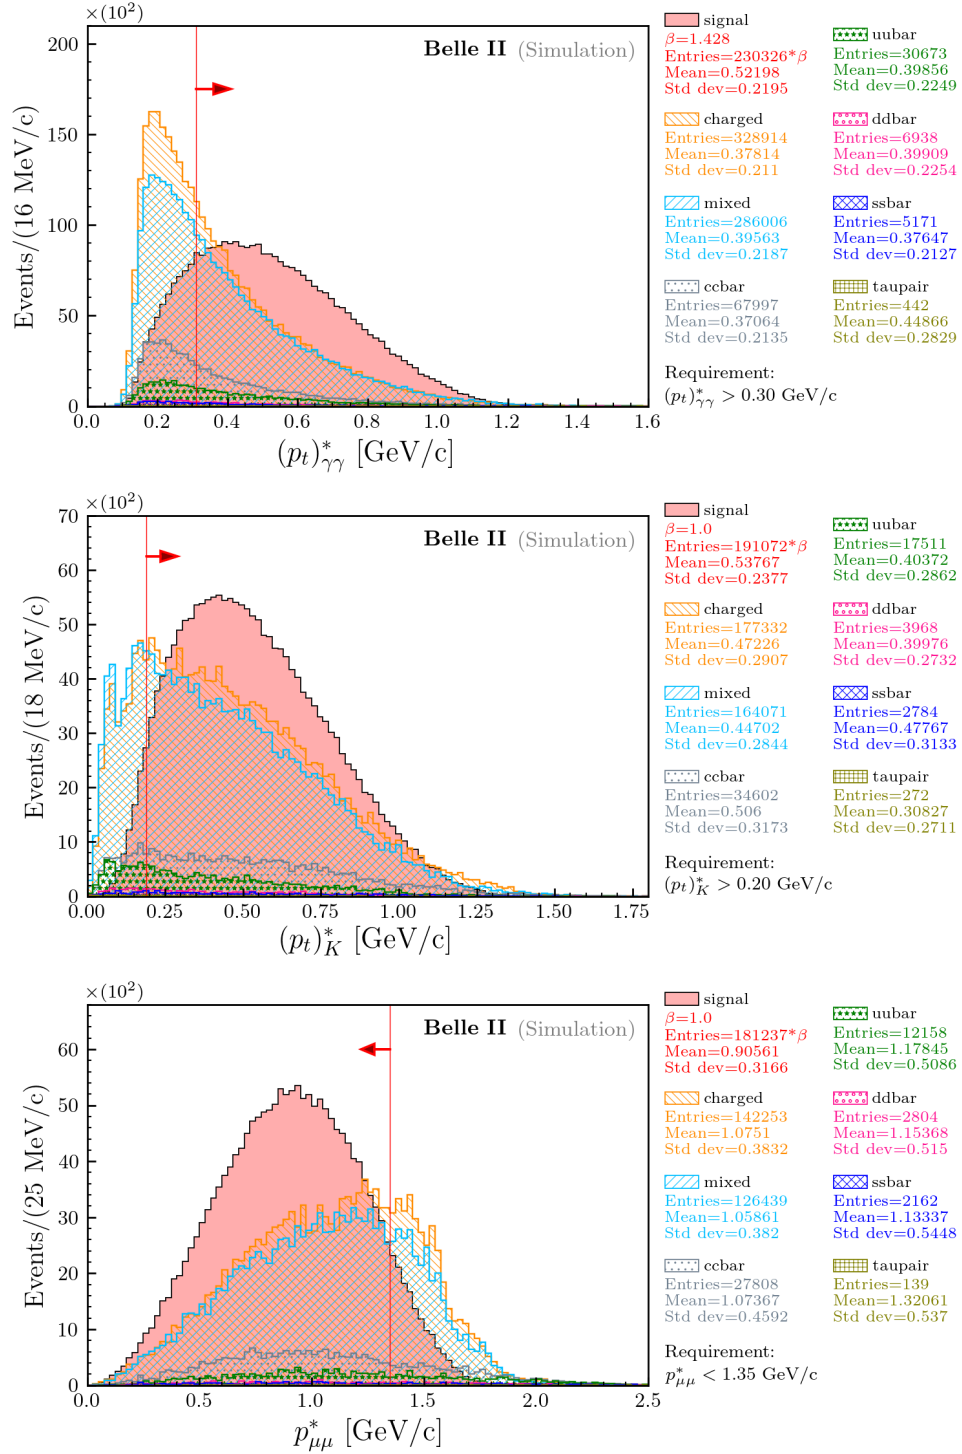 ×(10²)
200
150
100
50
0
0.2
0.4
0.6
0.8
1.0
1.2
1.4
1.6
Events/(16 MeV/c)
(pₜ)*γγ [GeV/c]
Belle II (Simulation)
signal
β=1.428
Entries=230326*β
Mean=0.52198
Std dev=0.2195
charged
Entries=328914
Mean=0.37814
Std dev=0.211
mixed
Entries=286006
Mean=0.39563
Std dev=0.2187
ccbar
Entries=67997
Mean=0.37064
Std dev=0.2135
uubar
Entries=30673
Mean=0.39856
Std dev=0.2249
ddbar
Entries=6938
Mean=0.39909
Std dev=0.2254
ssbar
Entries=5171
Mean=0.37647
Std dev=0.2127
taupair
Entries=442
Mean=0.44866
Std dev=0.2829
Requirement:
(pₜ)*γγ > 0.30 GeV/c
×(10²)
70
60
50
40
30
20
10
0
0.00
0.25
0.50
0.75
1.00
1.25
1.50
1.75
Events/(18 MeV/c)
(pₜ)*K [GeV/c]
Belle II (Simulation)
signal
β=1.0
Entries=191072*β
Mean=0.53767
Std dev=0.2377
charged
Entries=177332
Mean=0.47226
Std dev=0.2907
mixed
Entries=164071
Mean=0.44702
Std dev=0.2844
ccbar
Entries=34602
Mean=0.506
Std dev=0.3173
uubar
Entries=17511
Mean=0.40372
Std dev=0.2862
ddbar
Entries=3968
Mean=0.39976
Std dev=0.2732
ssbar
Entries=2784
Mean=0.47767
Std dev=0.3133
taupair
Entries=272
Mean=0.30827
Std dev=0.2711
Requirement:
(pₜ)*K > 0.20 GeV/c
×(10²)
60
50
40
30
20
10
0
0.0
0.5
1.0
1.5
2.0
2.5
Events/(25 MeV/c)
p*μμ [GeV/c]
Belle II (Simulation)
signal
β=1.0
Entries=181237*β
Mean=0.90561
Std dev=0.3166
charged
Entries=142253
Mean=1.0751
Std dev=0.3832
mixed
Entries=126439
Mean=1.05861
Std dev=0.382
ccbar
Entries=27808
Mean=1.07367
Std dev=0.4592
uubar
Entries=12158
Mean=1.17845
Std dev=0.5086
ddbar
Entries=2804
Mean=1.15368
Std dev=0.515
ssbar
Entries=2162
Mean=1.13337
Std dev=0.5448
taupair
Entries=139
Mean=1.32061
Std dev=0.537
Requirement:
p*μμ < 1.35 GeV/c